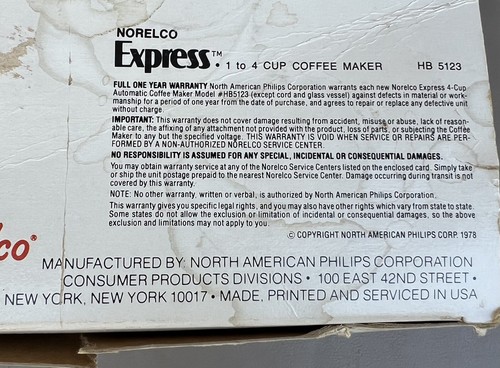 NORELCO
Express™ • 1 to 4 CUP COFFEE MAKER HB 5123
FULL ONE YEAR WARRANTY North American Philips Corporation warrants each new Norelco Express 4-Cup
Automatic Coffee Maker Model #HB5123 (except cord and glass vessel) against defects in material or work-
manship for a period of one year from the date of purchase, and agrees to repair or replace any defective unit
without charge.
IMPORTANT: This warranty does not cover damage resulting from accident, misuse or abuse, lack of reason-
able care, the affixing of any attachment not provided with the product, loss of parts, or subjecting the Coffee
Maker to any but the specified voltage. THIS WARRANTY IS VOID WHEN SERVICE OR REPAIRS ARE PER-
FORMED BY A NON-AUTHORIZED NORELCO SERVICE CENTER.
NO RESPONSIBILITY IS ASSUMED FOR ANY SPECIAL, INCIDENTAL OR CONSEQUENTIAL DAMAGES.
You may obtain warranty service at any of the Norelco Service Centers listed on the enclosed card. Simply take
or ship the unit postage prepaid to the nearest Norelco Service Center. Damage occurring during transit is not
covered by this warranty.
NOTE: No other warranty, written or verbal, is authorized by North American Philips Corporation.
This warranty gives you specific legal rights, and you may also have other rights which vary from state to state.
Some states do not allow the exclusion or limitation of incidental or consequential damages, so the above
exclusion and limitations may not apply to you.
© COPYRIGHT NORTH AMERICAN PHILIPS CORP. 1978
lco®
MANUFACTURED BY: NORTH AMERICAN PHILIPS CORPORATION
CONSUMER PRODUCTS DIVISIONS • 100 EAST 42ND STREET •
NEW YORK, NEW YORK 10017 • MADE, PRINTED AND SERVICED IN USA